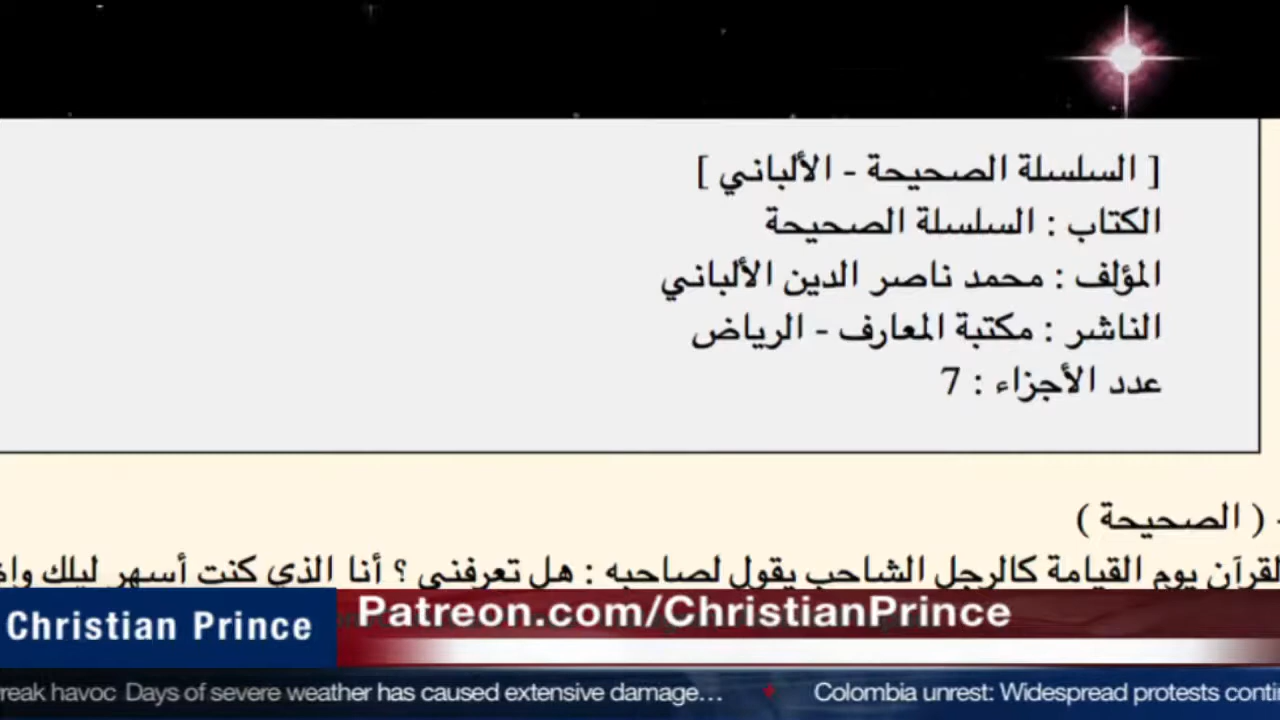 [ السلسلة الصحيحة - الألباني ]
الكتاب : السلسلة الصحيحة
المؤلف : محمد ناصر الدين الألباني
الناشر : مكتبة المعارف - الرياض
عدد الأجزاء : 7
( الصحيحة )
القرآن يوم القيامة كالرجل الشاحب يقول لصاحبه : هل تعرفني ؟ أنا الذي كنت أسهر ليلك
Patreon.com/ChristianPrince
Christian Prince
havoc Days of severe weather has caused extensive damage… Colombia unrest: Widespread protests